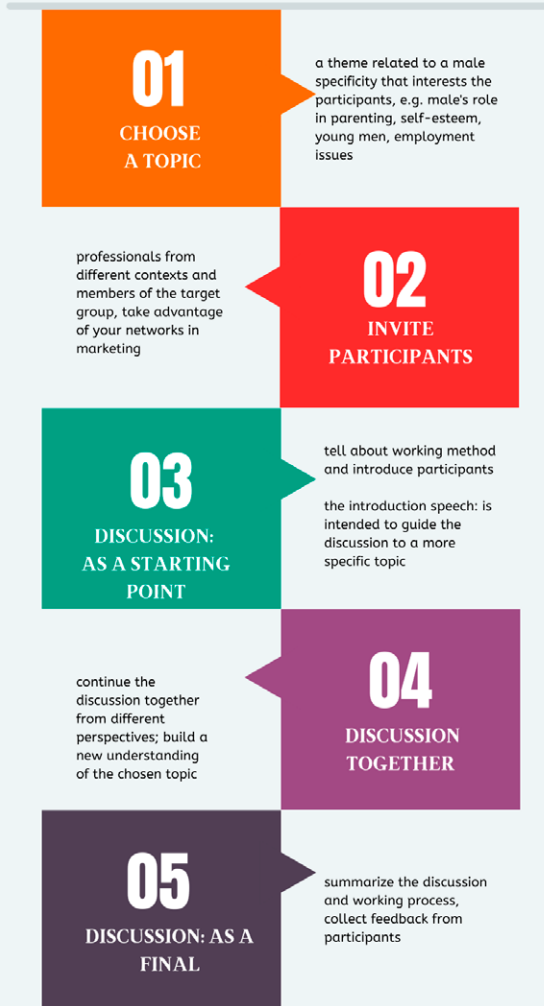 01
CHOOSE
A TOPIC
a theme related to a male
specificity that interests the
participants, e.g. male's role
in parenting, self-esteem,
young men, employment
issues
02
INVITE
PARTICIPANTS
professionals from
different contexts and
members of the target
group, take advantage
of your networks in
marketing
03
DISCUSSION:
AS A STARTING
POINT
tell about working method
and introduce participants
the introduction speech: is
intended to guide the
discussion to a more
specific topic
04
DISCUSSION
TOGETHER
continue the
discussion together
from different
perspectives; build a
new understanding
of the chosen topic
05
DISCUSSION: AS A
FINAL
summarize the discussion
and working process,
collect feedback from
participants